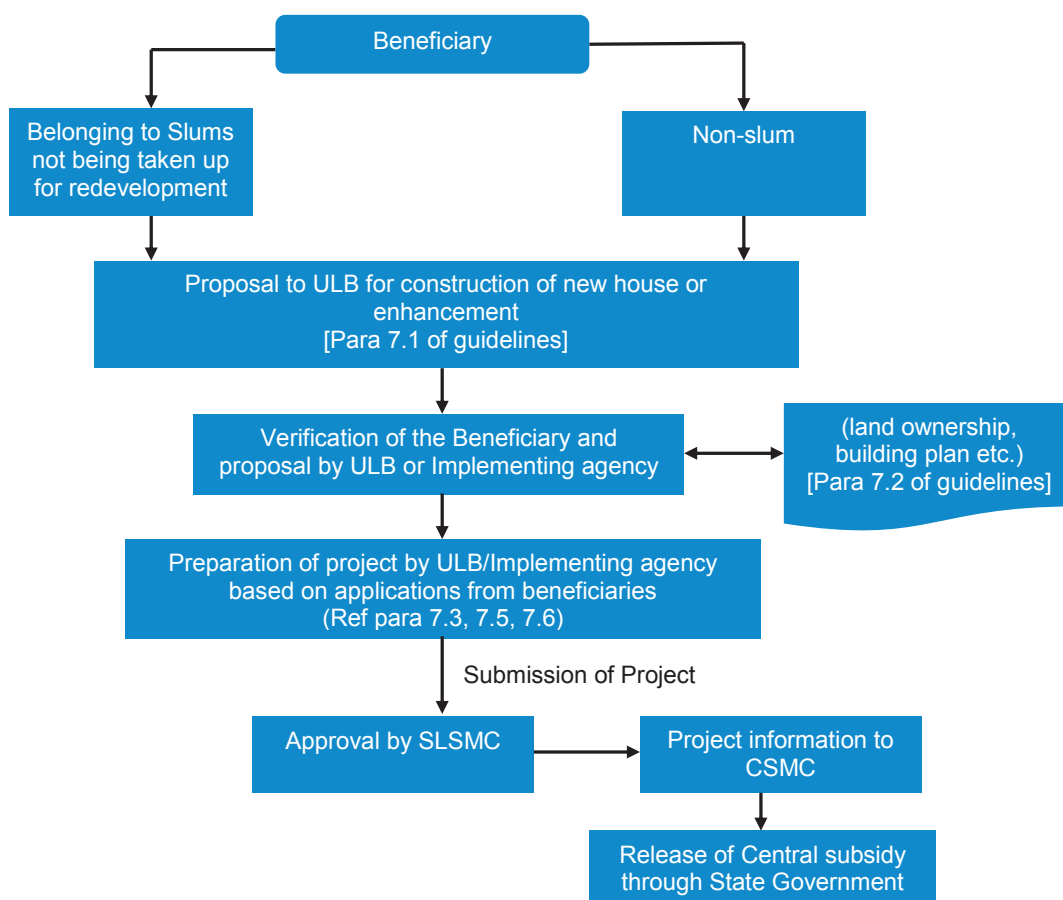 Beneficiary
Belonging to Slums
not being taken up
for redevelopment
Non-slum
Proposal to ULB for construction of new house or
enhancement
[Para 7.1 of guidelines]
Verification of the Beneficiary and
proposal by ULB or Implementing agency
(land ownership,
building plan etc.)
[Para 7.2 of guidelines]
Preparation of project by ULB/Implementing agency
based on applications from beneficiaries
(Ref para 7.3, 7.5, 7.6)
Submission of Project
Approval by SLSMC
Project information to
CSMC
Release of Central subsidy
through State Government